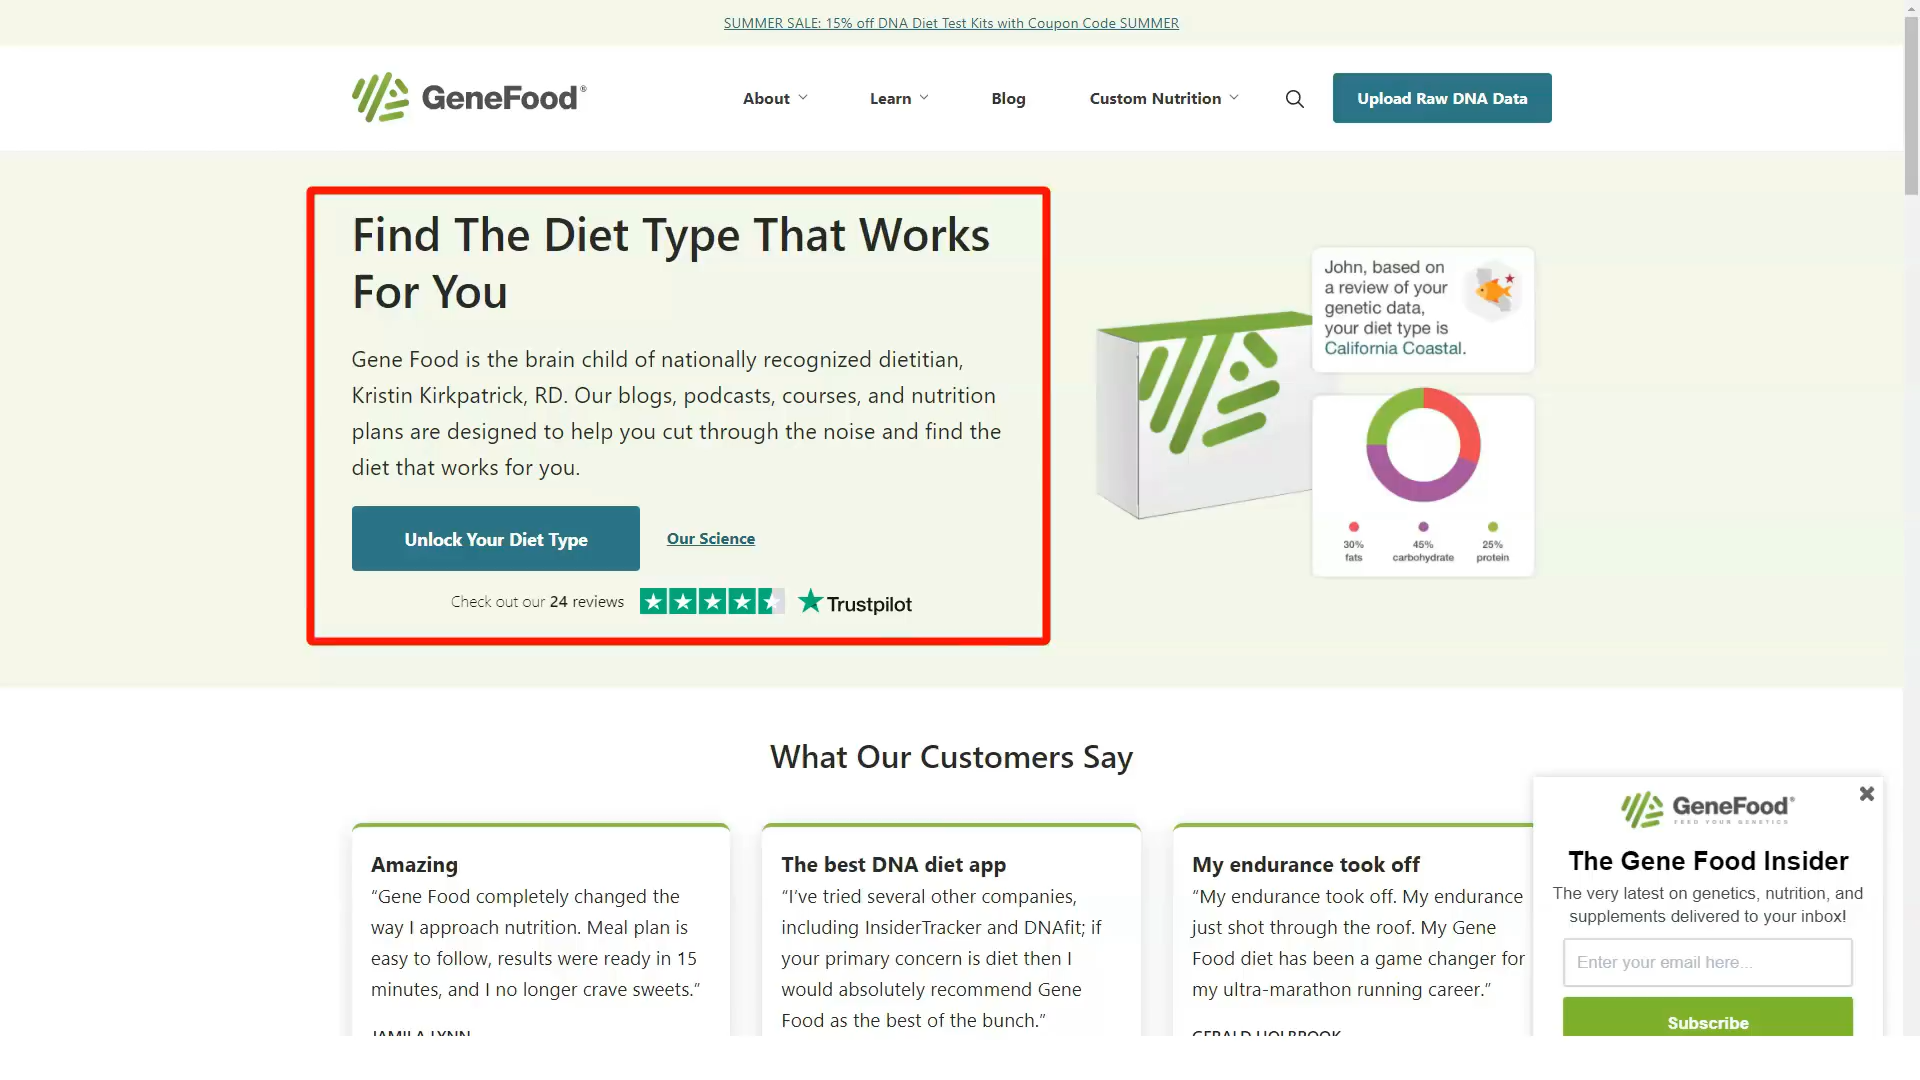 SUMMER SALE: 15% off DNA Diet Test Kits with Coupon Code SUMMER
GeneFood®
About
Learn
Blog
Custom Nutrition
Upload Raw DNA Data
Find The Diet Type That Works
For You
Gene Food is the brain child of nationally recognized dietitian,
Kristin Kirkpatrick, RD. Our blogs, podcasts, courses, and nutrition
plans are designed to help you cut through the noise and find the
diet that works for you.
Unlock Your Diet Type
Our Science
Check out our 24 reviews
Trustpilot
John, based on
a review of your
genetic data,
your diet type is
California Coastal.
30%
fats
45%
carbohydrate
25%
protein
What Our Customers Say
Amazing
“Gene Food completely changed the
way I approach nutrition. Meal plan is
easy to follow, results were ready in 15
minutes, and I no longer crave sweets.”
JAMILA LYNN
The best DNA diet app
“I’ve tried several other companies,
including InsiderTracker and DNAfit; if
your primary concern is diet then I
would absolutely recommend Gene
Food as the best of the bunch.”
My endurance took off
“My endurance took off. My endurance
just shot through the roof. My Gene
Food diet has been a game changer for
my ultra-marathon running career.”
GERALD HOLBROOK
GeneFood®
FEED YOUR GENETICS
The Gene Food Insider
The very latest on genetics, nutrition, and
supplements delivered to your inbox!
Enter your email here...
Subscribe